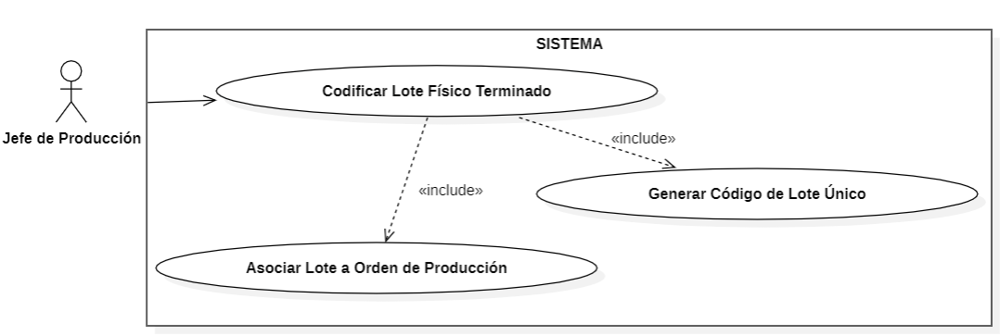 SISTEMA
Codificar Lote Físico Terminado
Jefe de Producción
«include»
«include»
Generar Código de Lote Único
Asociar Lote a Orden de Producción